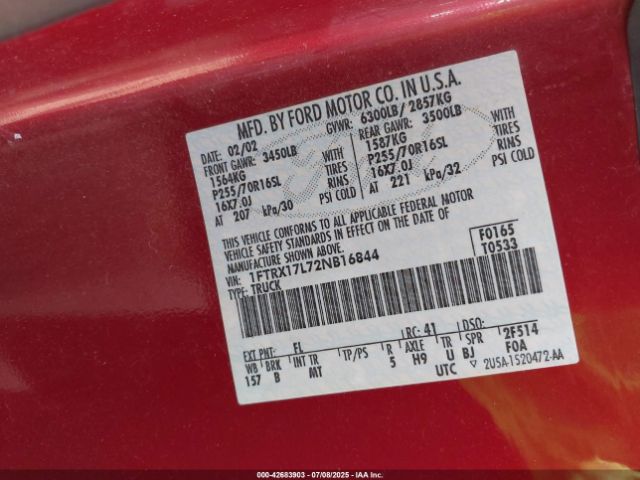 MFD. BY FORD MOTOR CO. IN U.S.A.
DATE: 02/02 GVWR: 6300LB/ 2857KG
FRONT GAWR: 3450LB REAR GAWR: 3500LB
1564KG WITH 1587KG WITH
P255/70R16SL TIRES P255/70R16SL TIRES
16X7.0J RIMS 16X7.0J RIMS
AT 207 kPa/30 PSI COLD AT 221 kPa/32 PSI COLD
THIS VEHICLE CONFORMS TO ALL APPLICABLE FEDERAL MOTOR
VEHICLE SAFETY STANDARDS IN EFFECT ON THE DATE OF
MANUFACTURE SHOWN ABOVE.
VIN: 1FTRX17L72NB16844 F0165
TYPE: TRUCK T0533
EXT PNT: FL RC: 41 DSO:
WB BRK INT TR TP/PS R AXLE TR SPR 2F514
157 B MY 5 H9 U BJ F0A
UTC ▽ 2U5A-1520472-AA
000-42683903 - 07/08/2025 - IAA Inc.